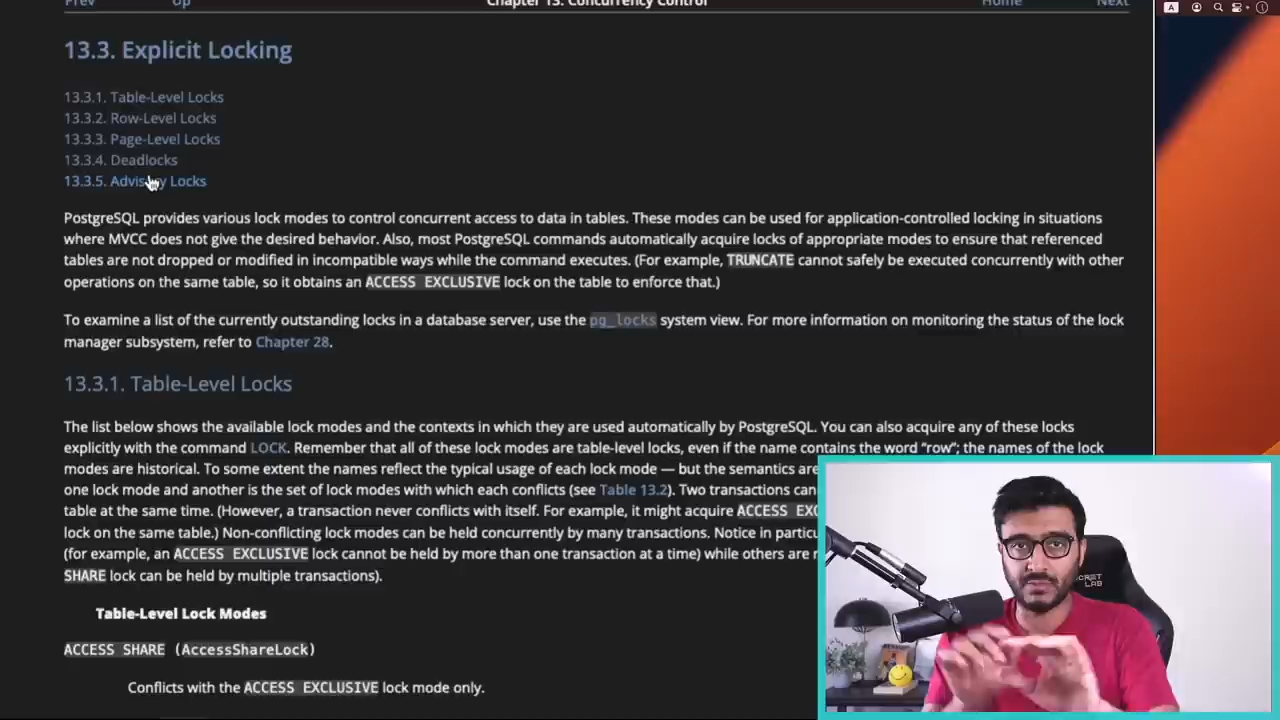 Prev Up Chapter 13. Concurrency Control Home Next
13.3. Explicit Locking
13.3.1. Table-Level Locks
13.3.2. Row-Level Locks
13.3.3. Page-Level Locks
13.3.4. Deadlocks
13.3.5. Advisory Locks
PostgreSQL provides various lock modes to control concurrent access to data in tables. These modes can be used for application-controlled locking in situations
where MVCC does not give the desired behavior. Also, most PostgreSQL commands automatically acquire locks of appropriate modes to ensure that referenced
tables are not dropped or modified in incompatible ways while the command executes. (For example, TRUNCATE cannot safely be executed concurrently with other
operations on the same table, so it obtains an ACCESS EXCLUSIVE lock on the table to enforce that.)
To examine a list of the currently outstanding locks in a database server, use the pg_locks system view. For more information on monitoring the status of the lock
manager subsystem, refer to Chapter 28.
13.3.1. Table-Level Locks
The list below shows the available lock modes and the contexts in which they are used automatically by PostgreSQL. You can also acquire any of these locks
explicitly with the command LOCK. Remember that all of these lock modes are table-level locks, even if the name contains the word “row”; the names of the lock
modes are historical. To some extent the names reflect the typical usage of each lock mode — but the semantics are
one lock mode and another is the set of lock modes with which each conflicts (see Table 13.2). Two transactions can
table at the same time. (However, a transaction never conflicts with itself. For example, it might acquire ACCESS EXC
lock on the same table.) Non-conflicting lock modes can be held concurrently by many transactions. Notice in particu
(for example, an ACCESS EXCLUSIVE lock cannot be held by more than one transaction at a time) while others are
SHARE lock can be held by multiple transactions).
Table-Level Lock Modes
ACCESS SHARE (AccessShareLock)
Conflicts with the ACCESS EXCLUSIVE lock mode only.
A
LAB